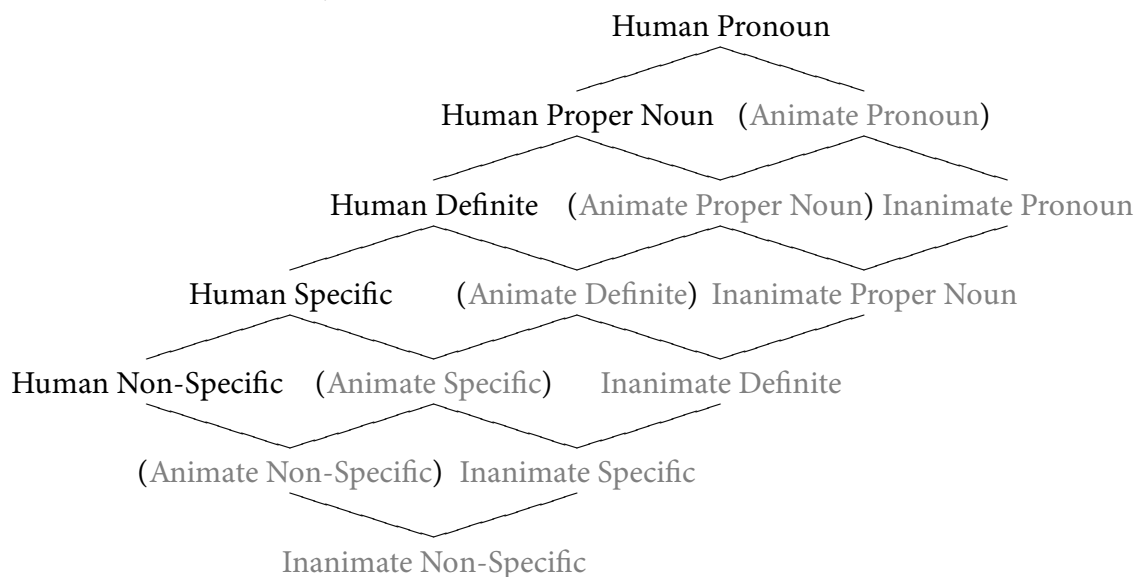 Human Pronoun
Human Proper Noun (Animate Pronoun)
Human Definite (Animate Proper Noun) Inanimate Pronoun
Human Specific (Animate Definite) Inanimate Proper Noun
Human Non-Specific (Animate Specific) Inanimate Definite
(Animate Non-Specific) Inanimate Specific
Inanimate Non-Specific